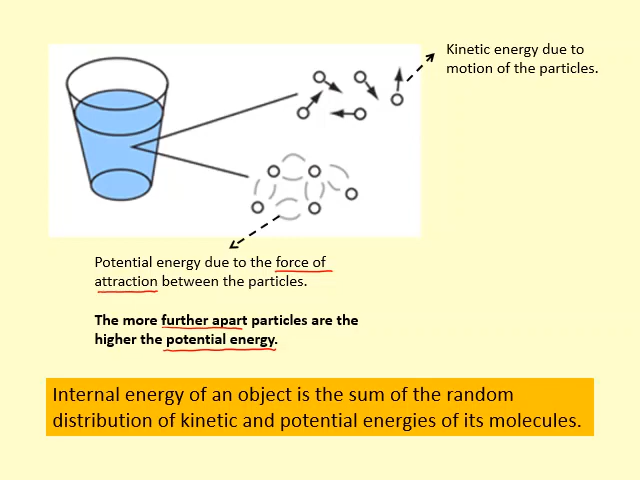 Kinetic energy due to
motion of the particles.
Potential energy due to the force of
attraction between the particles.
The more further apart particles are the
higher the potential energy.
Internal energy of an object is the sum of the random
distribution of kinetic and potential energies of its molecules.